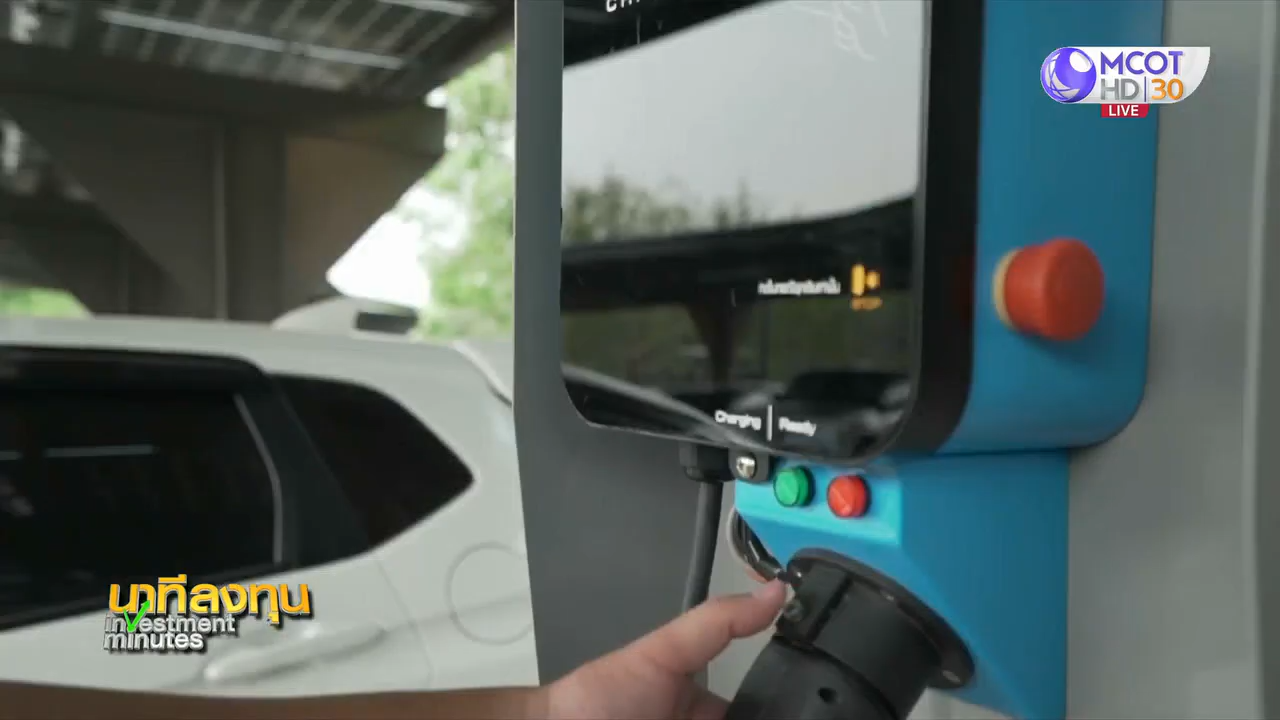 MCOT
HD 30
LIVE
Charging | Ready
นาทีลงทุน
investment
minutes